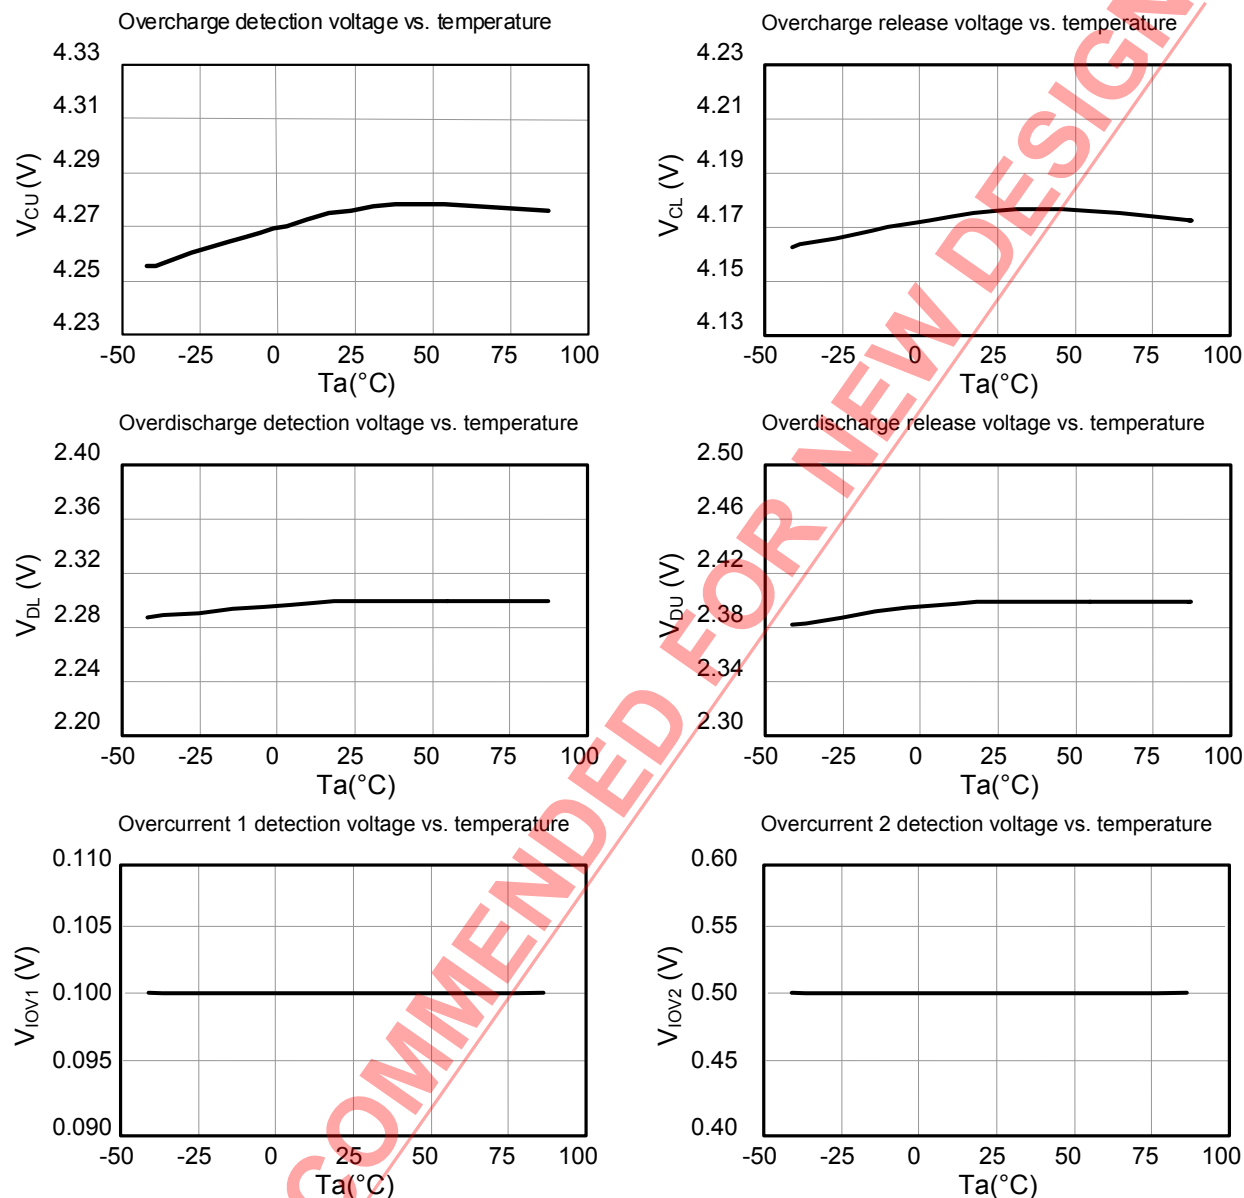 Overcharge detection voltage vs. temperature
4.33
4.31
4.29
4.27
4.25
4.23
VCU (V)
-50 -25 0 25 50 75 100
Ta(°C)
Overcharge release voltage vs. temperature
4.23
4.21
4.19
4.17
4.15
4.13
VCL (V)
-50 -25 0 25 50 75 100
Ta(°C)
Overdischarge detection voltage vs. temperature
2.40
2.36
2.32
2.28
2.24
2.20
VDL (V)
-50 -25 0 25 50 75 100
Ta(°C)
Overdischarge release voltage vs. temperature
2.50
2.46
2.42
2.38
2.34
2.30
VDU (V)
-50 -25 0 25 50 75 100
Ta(°C)
Overcurrent 1 detection voltage vs. temperature
0.110
0.105
0.100
0.095
0.090
VIOV1 (V)
-50 -25 0 25 50 75 100
Ta(°C)
Overcurrent 2 detection voltage vs. temperature
0.60
0.55
0.50
0.45
0.40
VIOV2 (V)
-50 -25 0 25 50 75 100
Ta(°C)
COMMENDED FOR NEW DESIGN